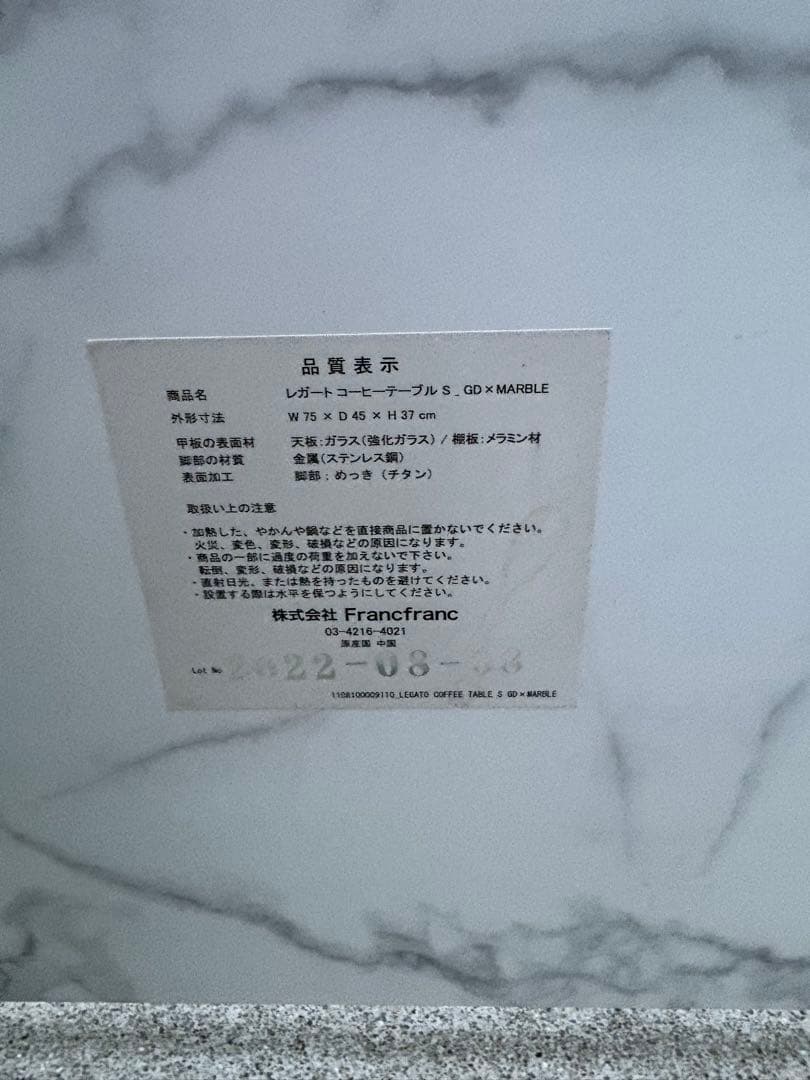 品質表示
商品名 レガート コーヒーテーブル S _ GD×MARBLE
外形寸法 W 75 × D 45 × H 37 cm
甲板の表面材 天板:ガラス(強化ガラス) / 棚板:メラミン材
脚部の材質 金属(ステンレス鋼)
表面加工 脚部:めっき (チタン)
取扱い上の注意
・加熱した、やかんや鍋などを直接商品に置かないでください。
火災、変色、変形、破損などの原因になります。
・商品の一部に過度の荷重を加えないで下さい。
転倒、変形、破損などの原因になります。
・直射日光、または熱を持ったものを避けてください。
・設置する際は水平を保つようにしてください。
株式会社 Francfranc
03-4216-4021
原産国 中国
Lot No 2022-08-
1108100009110_LEGATO COFFEE TABLE S GD×MARBLE